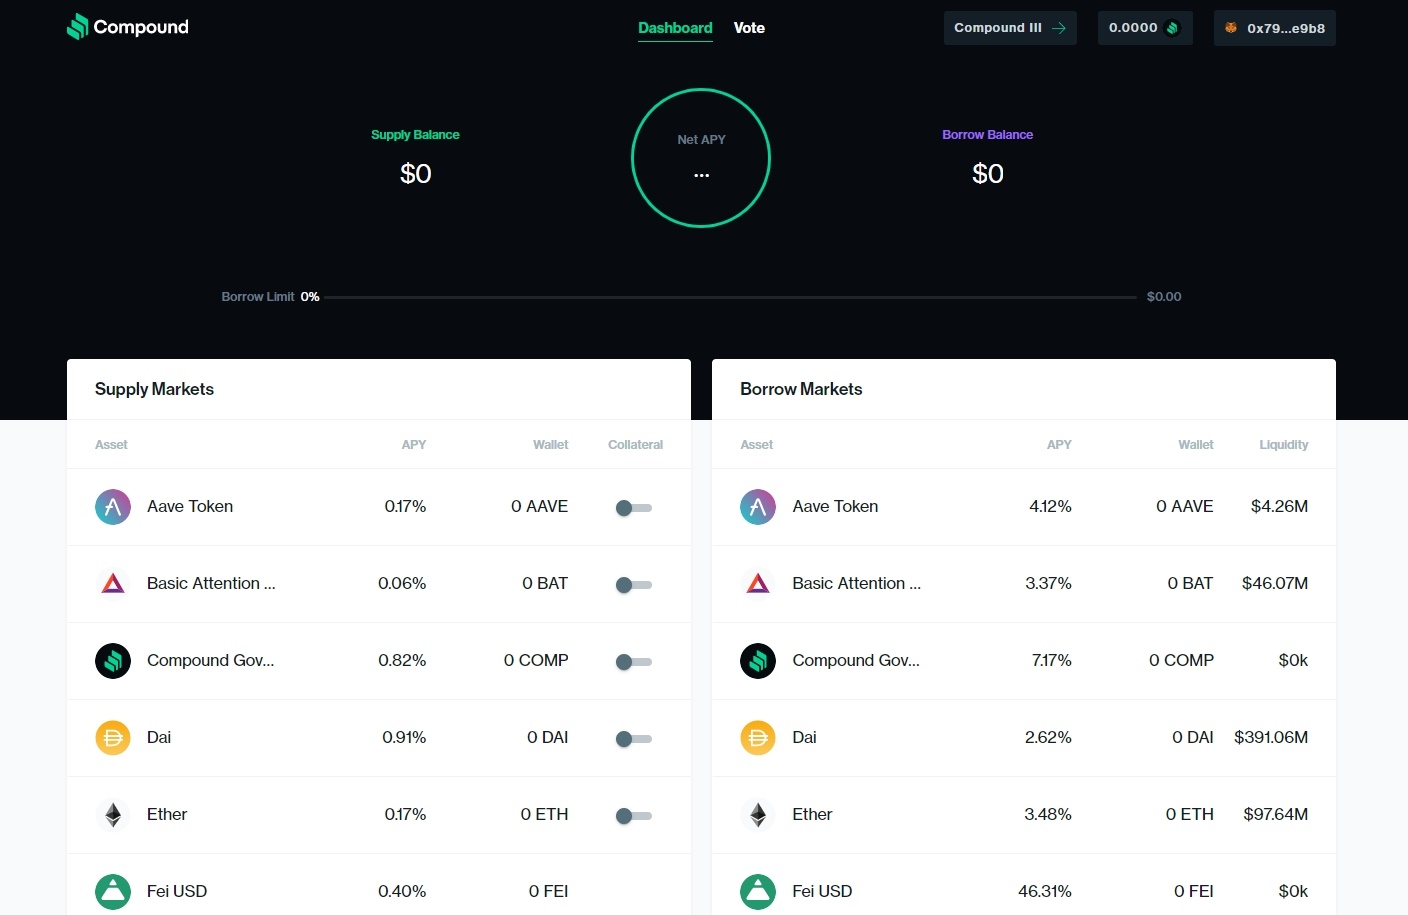 Compound
Dashboard Vote
Compound III → 0.0000 0x79...e9b8
Supply Balance
$0
Net APY
...
Borrow Balance
$0
Borrow Limit 0% $0.00
Supply Markets
Asset APY Wallet Collateral
Aave Token 0.17% 0 AAVE
Basic Attention ... 0.06% 0 BAT
Compound Gov... 0.82% 0 COMP
Dai 0.91% 0 DAI
Ether 0.17% 0 ETH
Fei USD 0.40% 0 FEI
Borrow Markets
Asset APY Wallet Liquidity
Aave Token 4.12% 0 AAVE $4.26M
Basic Attention ... 3.37% 0 BAT $46.07M
Compound Gov... 7.17% 0 COMP $0k
Dai 2.62% 0 DAI $391.06M
Ether 3.48% 0 ETH $97.64M
Fei USD 46.31% 0 FEI $0k